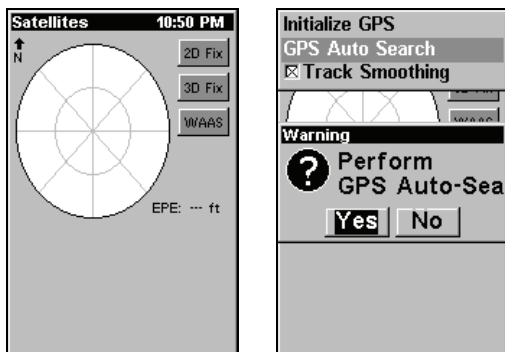 Satellites 10:50 PM
N
2D Fix
3D Fix
WAAS
EPE: --- ft
Initialize GPS
GPS Auto Search
Track Smoothing
WAAS
Warning
?
Perform
GPS Auto-Sea
Yes No